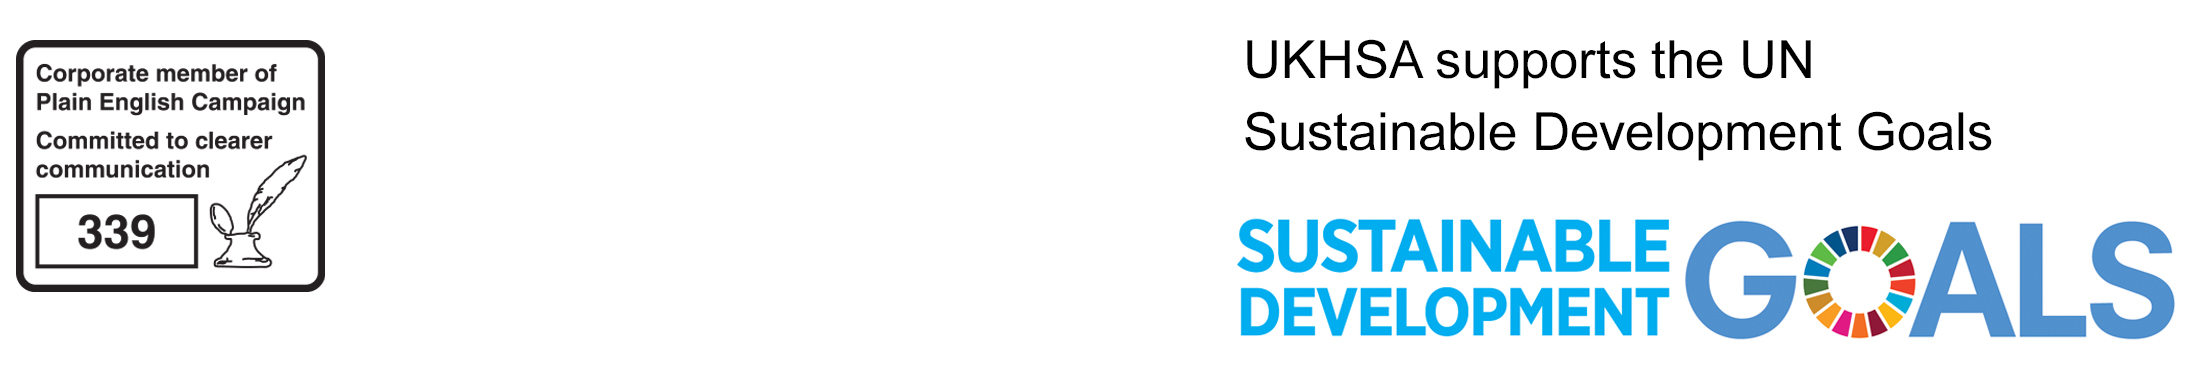 Corporate member of
Plain English Campaign
Committed to clearer
communication
339
UKHSA supports the UN
Sustainable Development Goals
SUSTAINABLE
DEVELOPMENT
GOALS